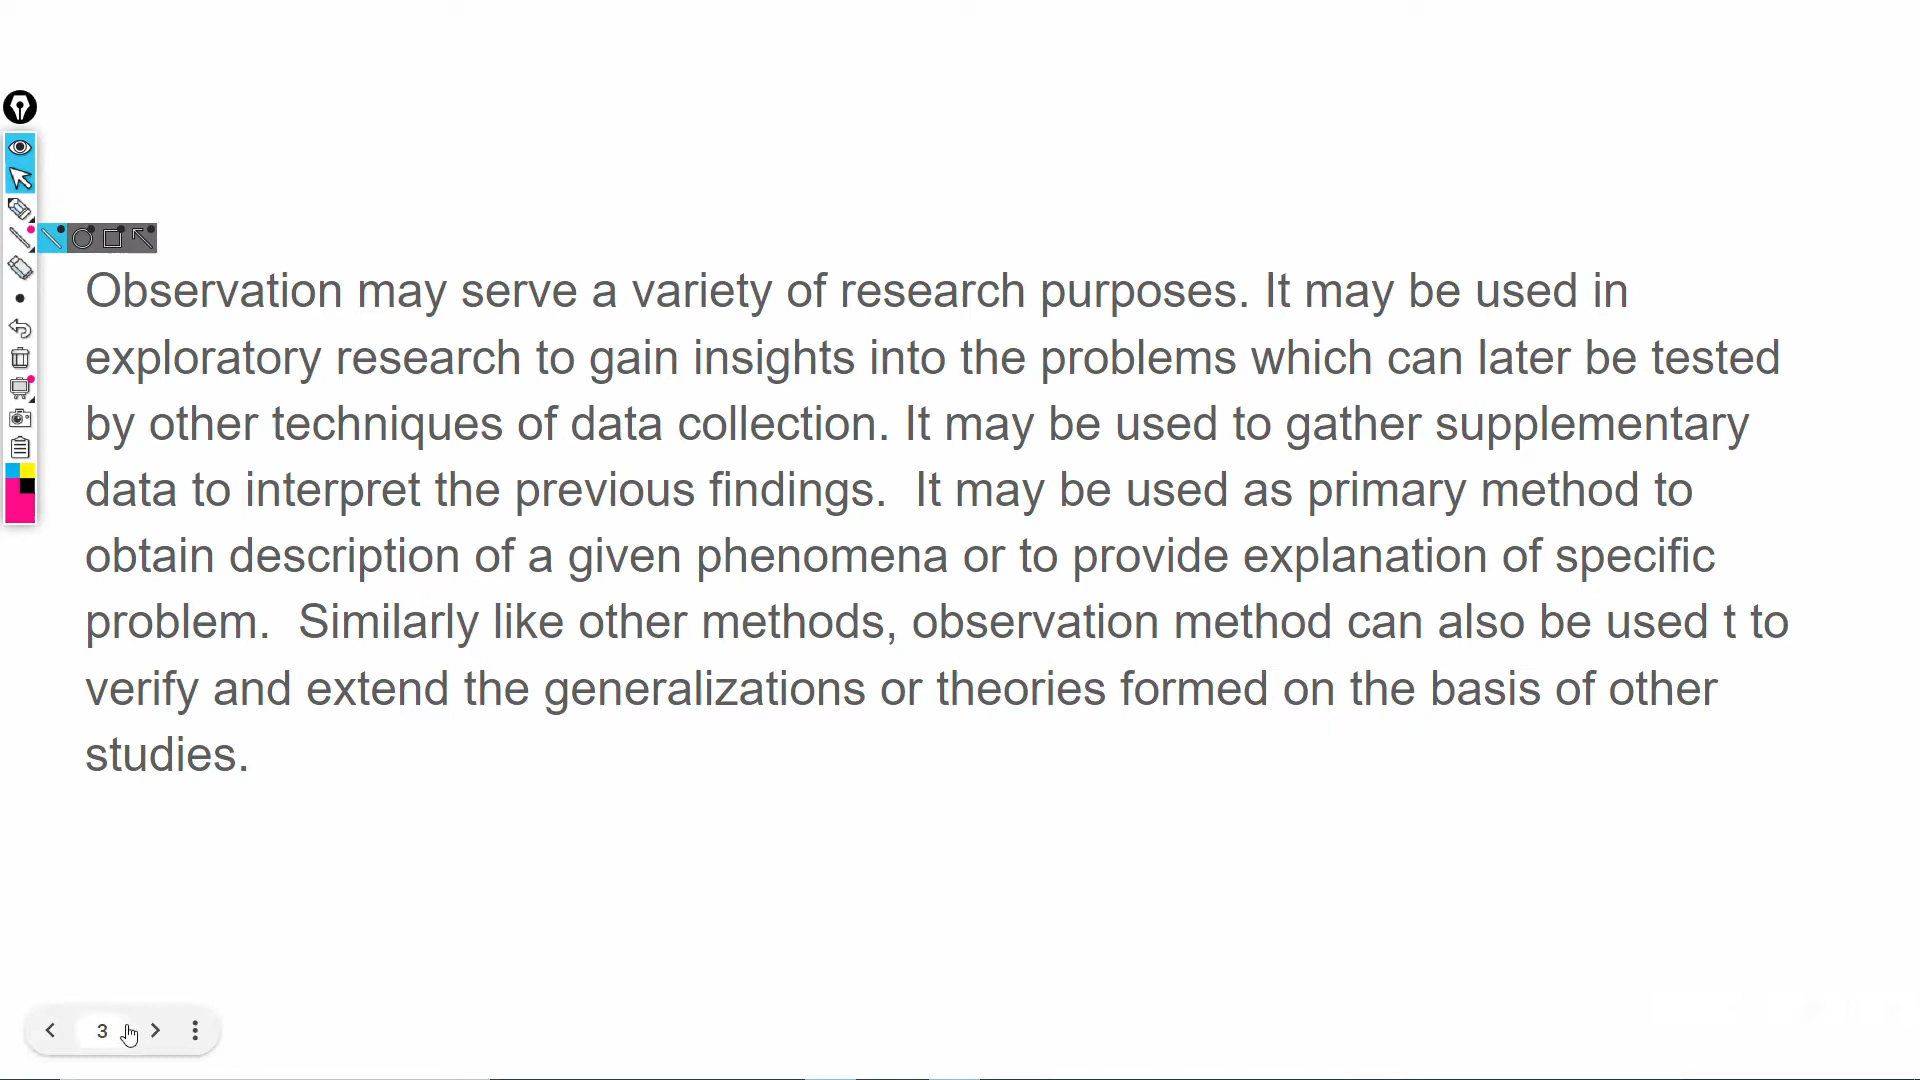 Observation may serve a variety of research purposes. It may be used in
exploratory research to gain insights into the problems which can later be tested
by other techniques of data collection. It may be used to gather supplementary
data to interpret the previous findings.  It may be used as primary method to
obtain description of a given phenomena or to provide explanation of specific
problem.  Similarly like other methods, observation method can also be used t to
verify and extend the generalizations or theories formed on the basis of other
studies.
3